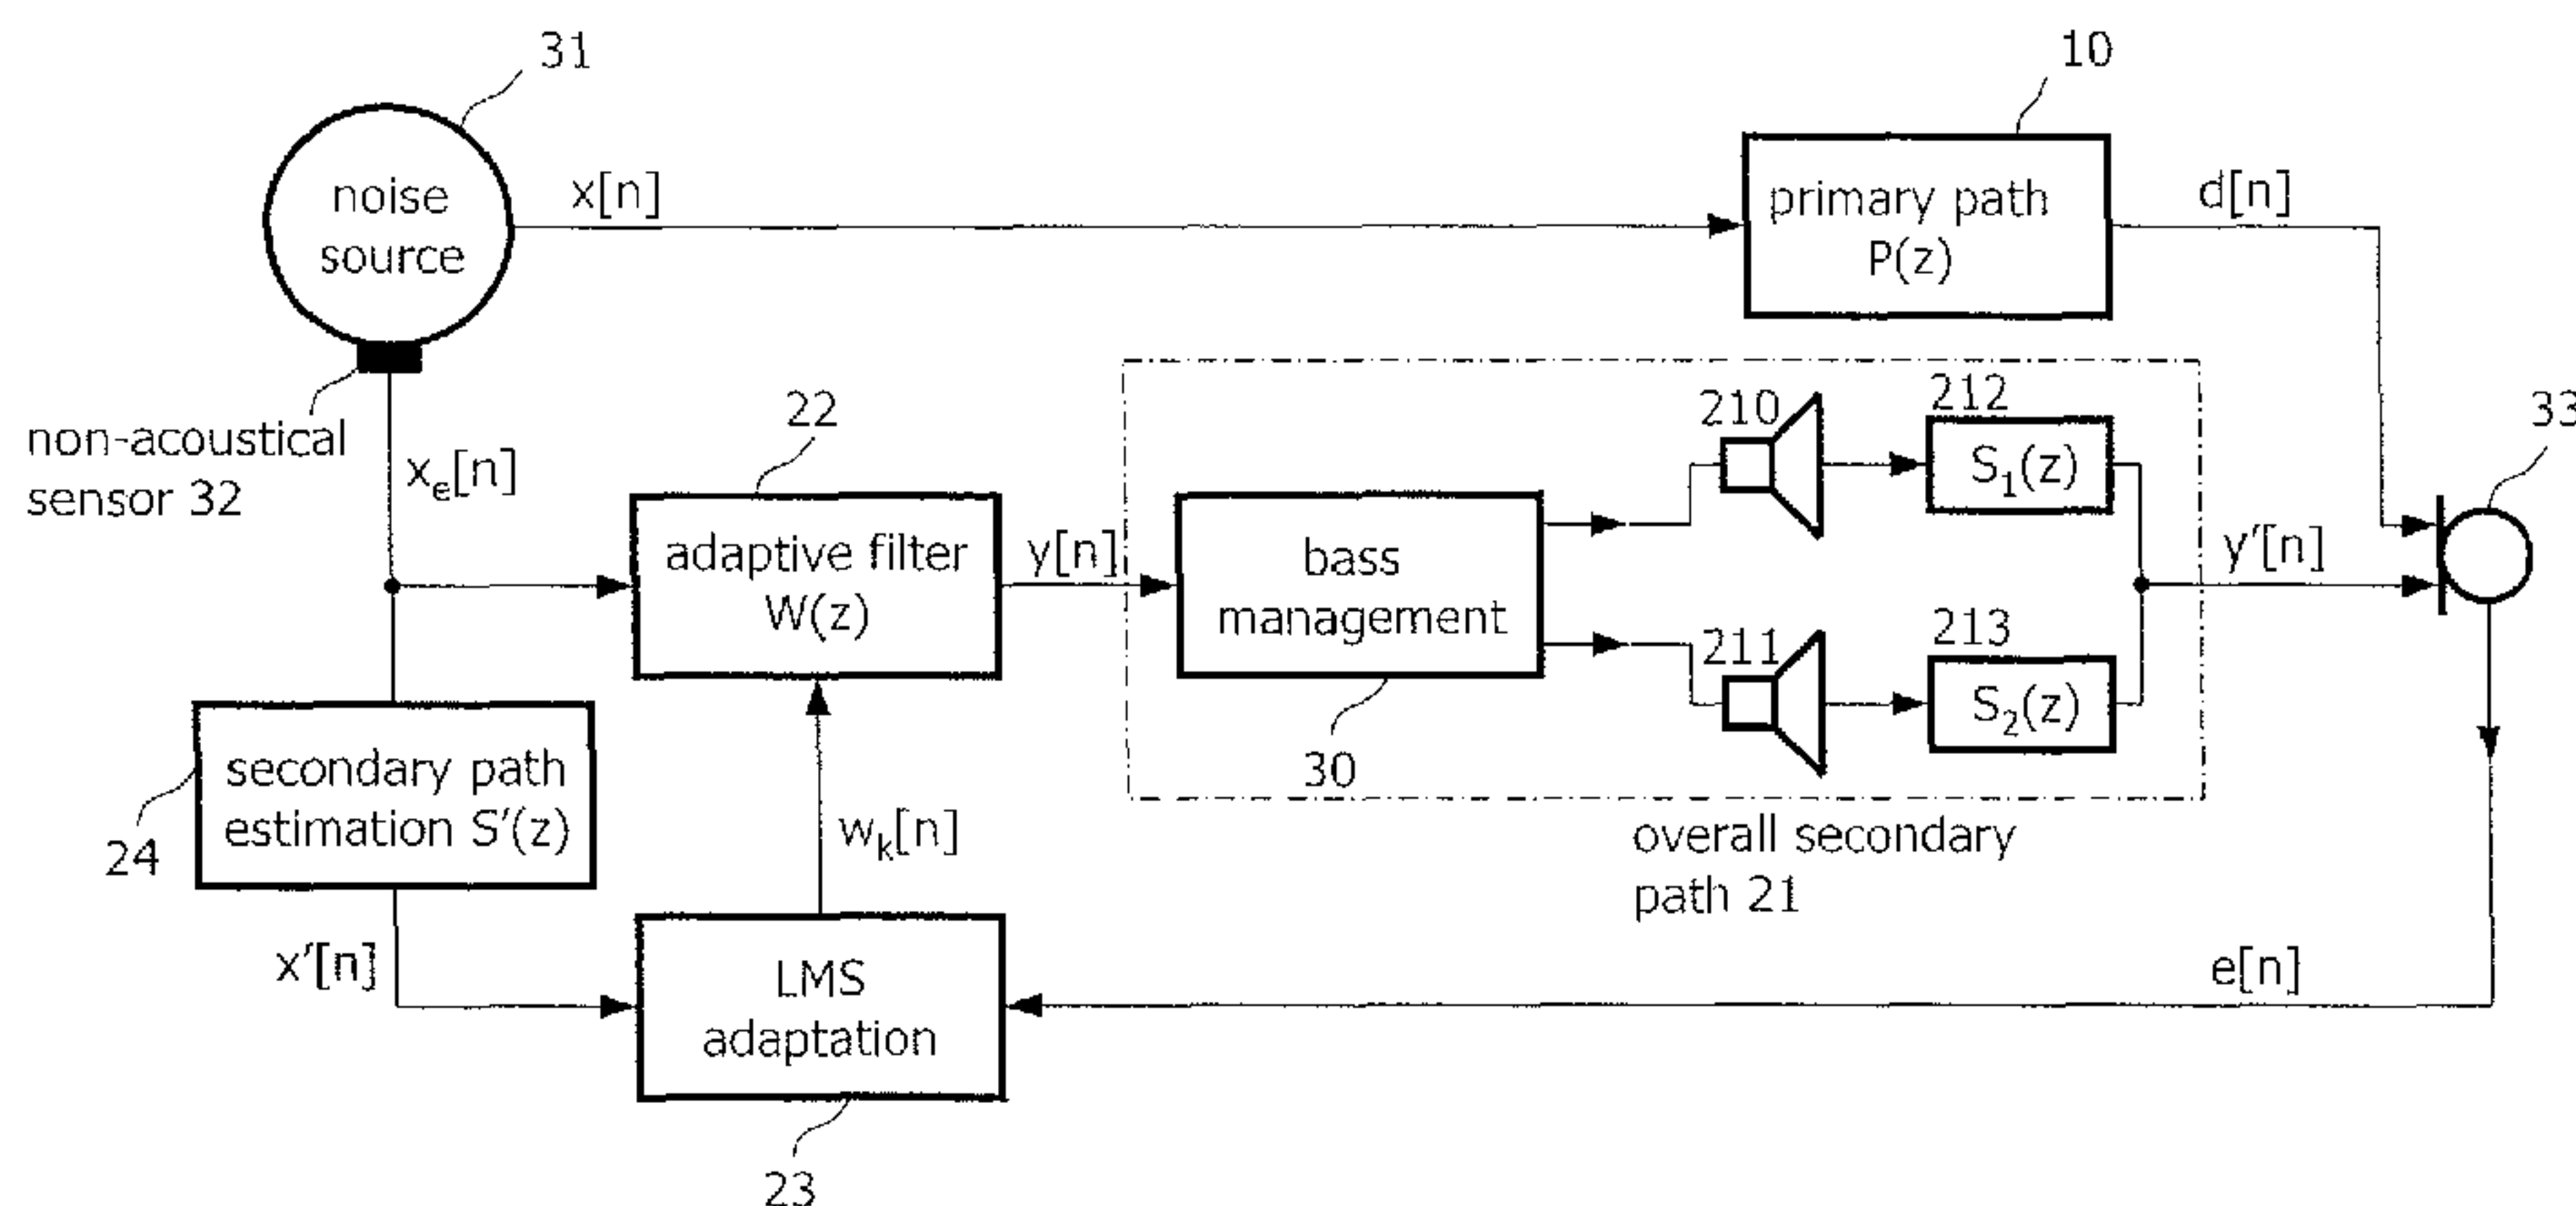 31
10
noise
source
x[n]
primary path
P(z)
d[n]
non-acoustical
sensor 32
xₑ[n]
22
adaptive filter
W(z)
y[n]
bass
management
30
210
212
S₁(z)
211
213
S₂(z)
y'[n]
33
secondary path
estimation S'(z)
24
wₖ[n]
overall secondary
path 21
x'[n]
LMS
adaptation
23
e[n]